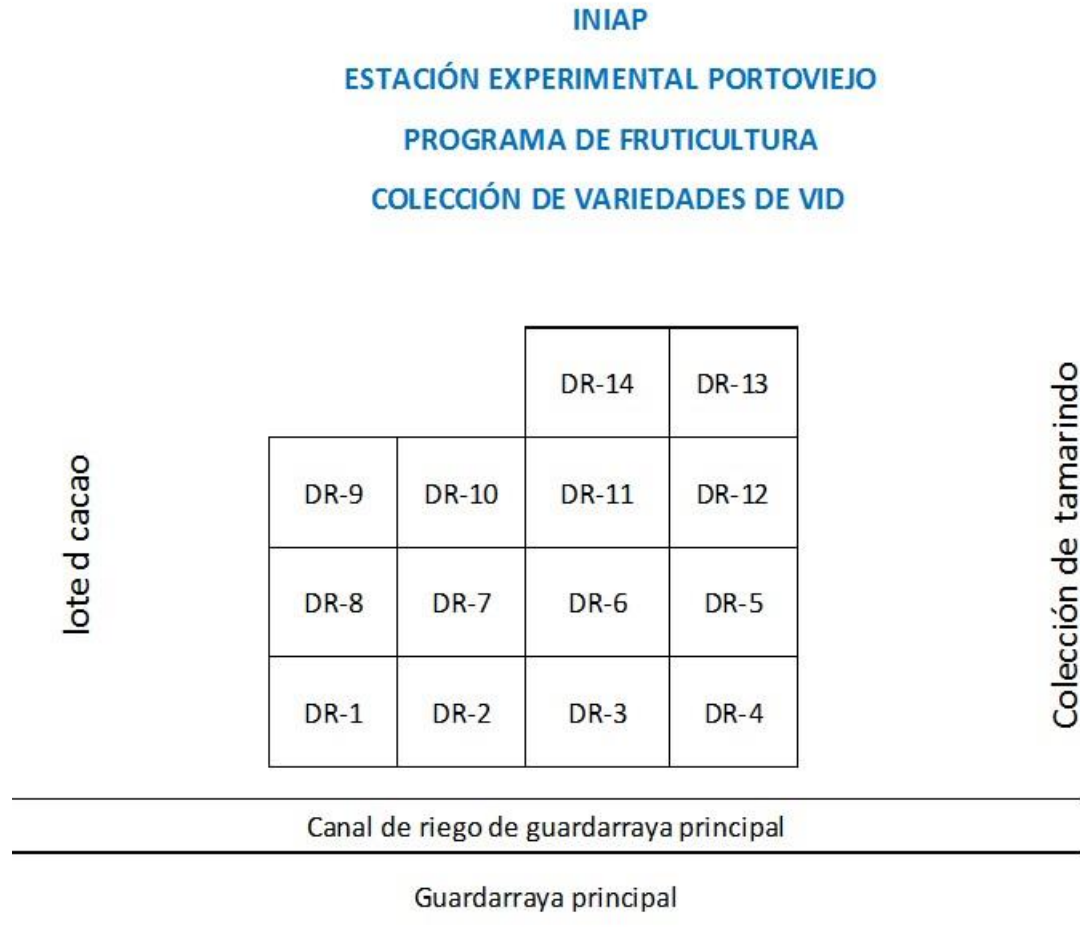 INIAP
ESTACIÓN EXPERIMENTAL PORTOVIEJO
PROGRAMA DE FRUTICULTURA
COLECCIÓN DE VARIEDADES DE VID
DR-14 DR-13
DR-9 DR-10 DR-11 DR-12
DR-8 DR-7 DR-6 DR-5
DR-1 DR-2 DR-3 DR-4
lote d cacao
Colección de tamarindo
Canal de riego de guardarraya principal
Guardarraya principal